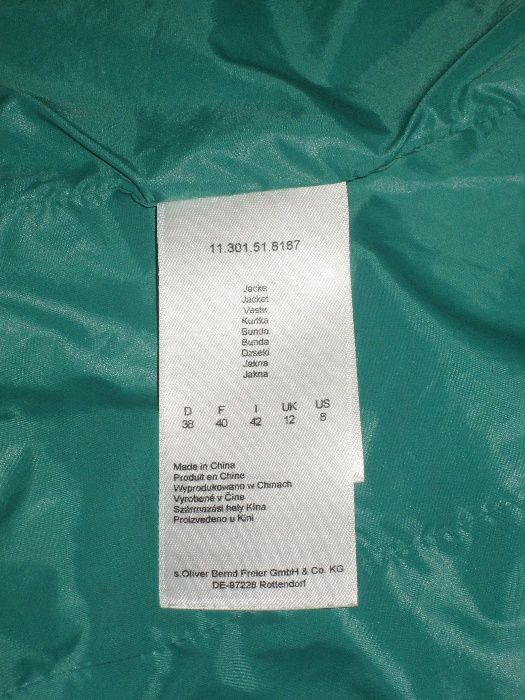 11.301.51.8187
Jacke
Jacket
Veste
Kurtka
Bunda
Bunda
Dzseki
Jakna
Jakna
D F I UK US
38 40 42 12 8
Made in China
Produit en Chine
Wyprodukowano w Chinach
Vyrobené v Číne
Származási hely Kína
Proizvedeno u Kini
s.Oliver Bernd Freier GmbH & Co. KG
DE-97228 Rottendorf